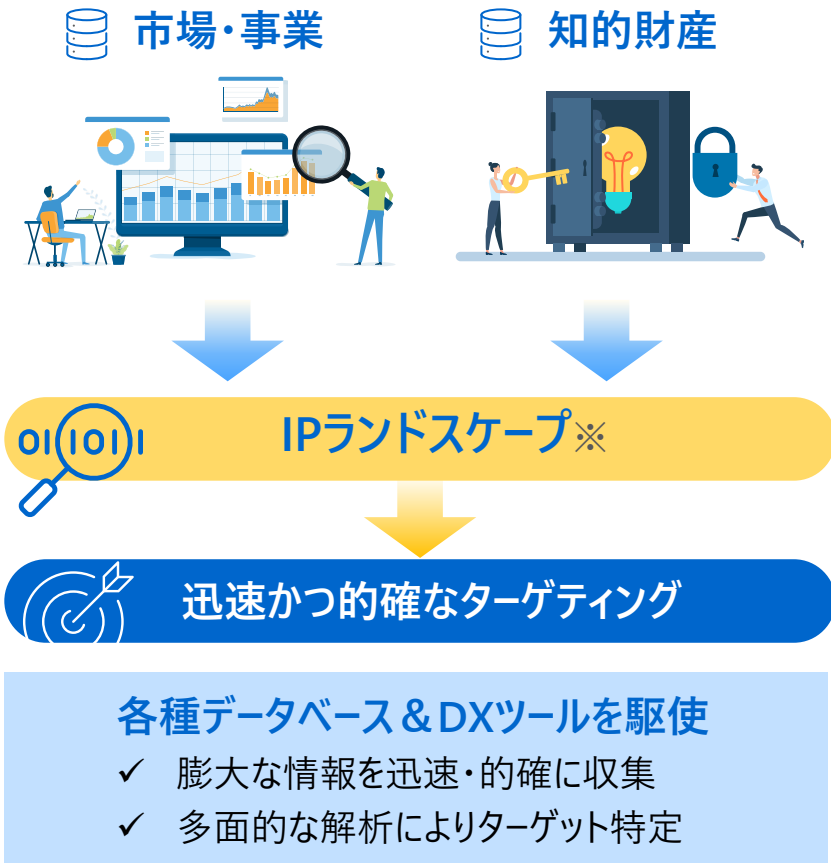 市場・事業
知的財産
IPランドスケープ※
01101011
迅速かつ的確なターゲティング
各種データベース＆DXツールを駆使
✓ 膨大な情報を迅速・的確に収集
✓ 多面的な解析によりターゲット特定